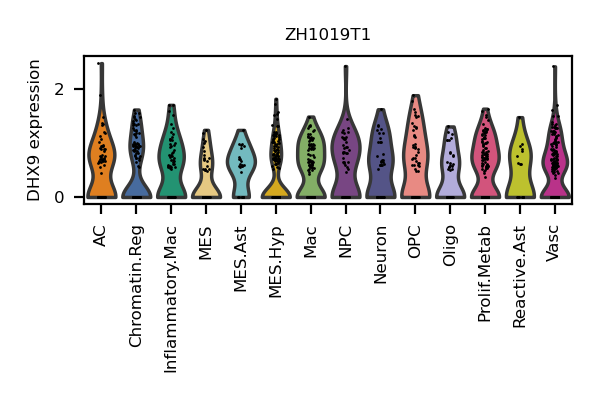 ZH1019T1
DHX9 expression
2
0
AC
Chromatin.Reg
Inflammatory.Mac
MES
MES.Ast
MES.Hyp
Mac
NPC
Neuron
OPC
Oligo
Prolif.Metab
Reactive.Ast
Vasc